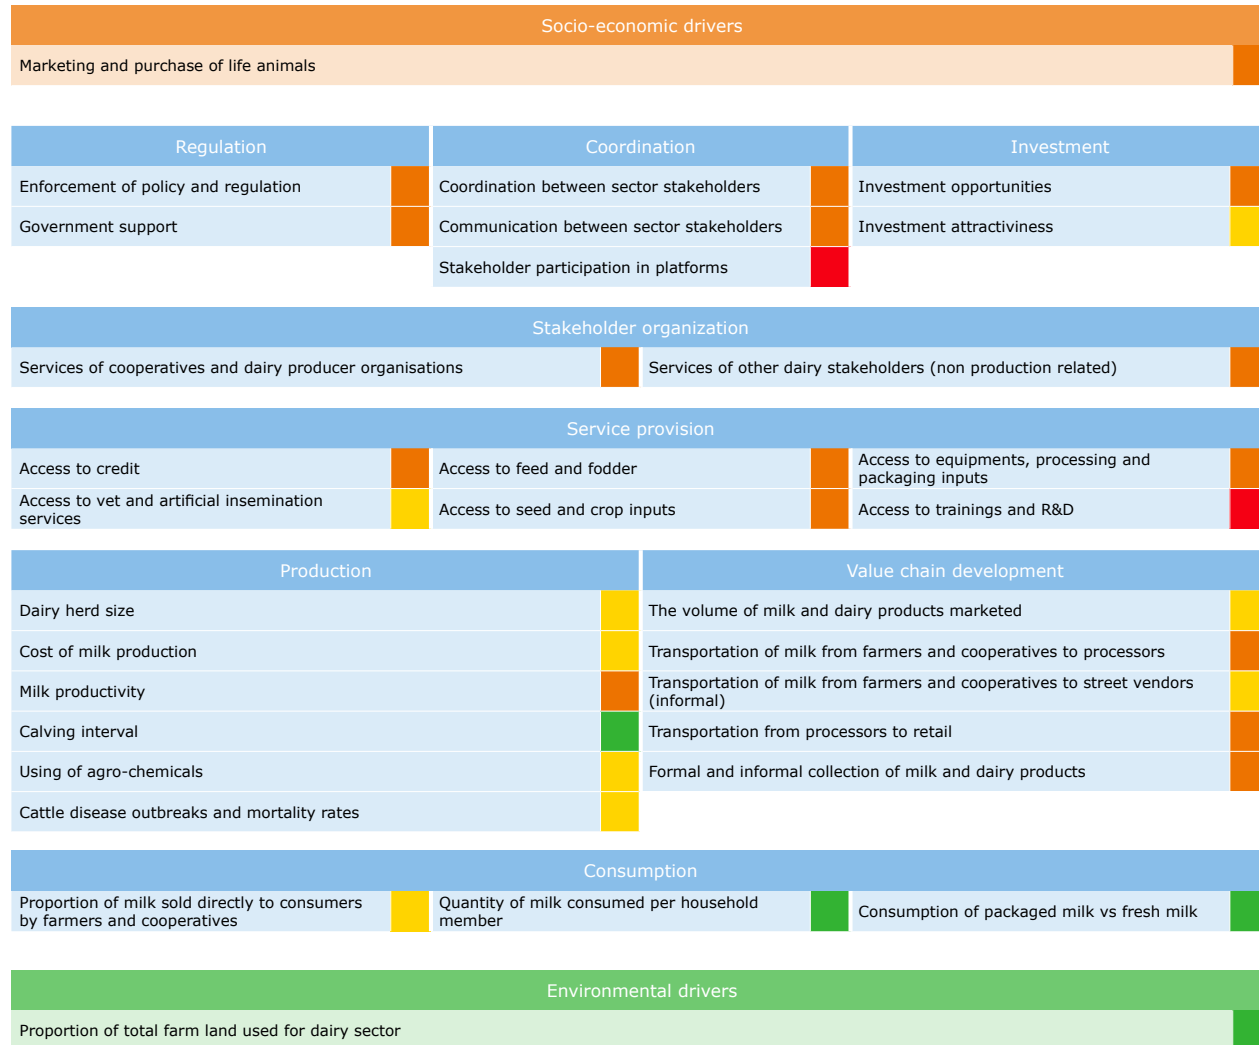 Socio-economic drivers
Marketing and purchase of life animals
Regulation
Enforcement of policy and regulation
Government support
Coordination
Coordination between sector stakeholders
Communication between sector stakeholders
Stakeholder participation in platforms
Investment
Investment opportunities
Investment attractiviness
Stakeholder organization
Services of cooperatives and dairy producer organisations
Services of other dairy stakeholders (non production related)
Service provision
Access to credit
Access to feed and fodder
Access to equipments, processing and
packaging inputs
Access to vet and artificial insemination
services
Access to seed and crop inputs
Access to trainings and R&D
Production
Dairy herd size
Cost of milk production
Milk productivity
Calving interval
Using of agro-chemicals
Cattle disease outbreaks and mortality rates
Value chain development
The volume of milk and dairy products marketed
Transportation of milk from farmers and cooperatives to processors
Transportation of milk from farmers and cooperatives to street vendors
(informal)
Transportation from processors to retail
Formal and informal collection of milk and dairy products
Consumption
Proportion of milk sold directly to consumers
by farmers and cooperatives
Quantity of milk consumed per household
member
Consumption of packaged milk vs fresh milk
Environmental drivers
Proportion of total farm land used for dairy sector